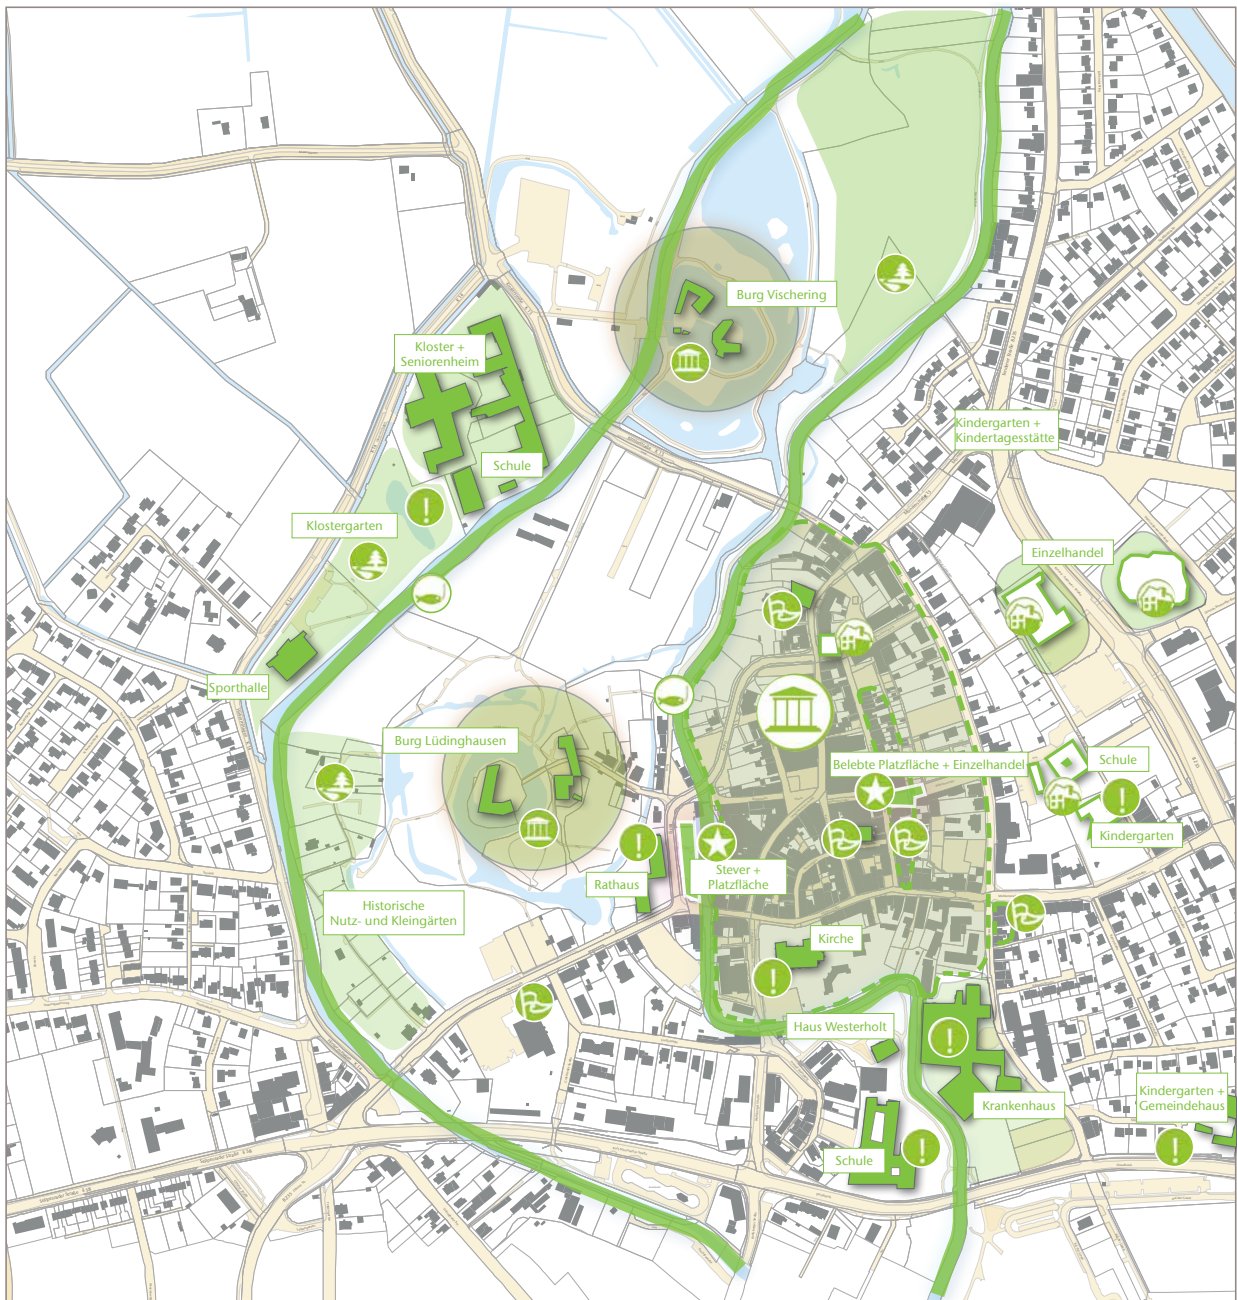 Burg Vischering
Kloster +
Seniorenheim
Kindergarten +
Kindertagesstätte
Schule
Klostergarten
Einzelhandel
Sporthalle
Burg Lüdinghausen
Belebte Platzfläche + Einzelhandel
Schule
Kindergarten
Stever +
Platzfläche
Rathaus
Historische
Nutz- und Kleingärten
Kirche
Haus Westerholt
Krankenhaus
Kindergarten +
Gemeindehaus
Schule